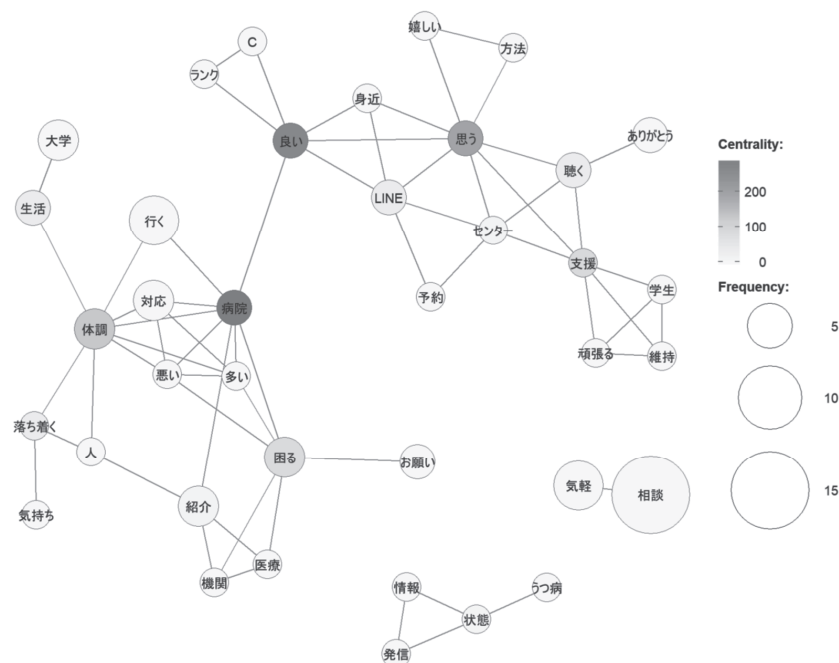 嬉しい
C
方法
ランク
身近
大学
良い
思う
ありがとう
Centrality:
聴く
200
生活
LINE
行く
センター
100
支援
0
予約
学生
Frequency:
対応
病院
体調
5
頑張る
維持
悪い
多い
10
落ち着く
人
困る
お願い
気軽
相談
15
紹介
気持ち
医療
機関
情報
うつ病
状態
発信